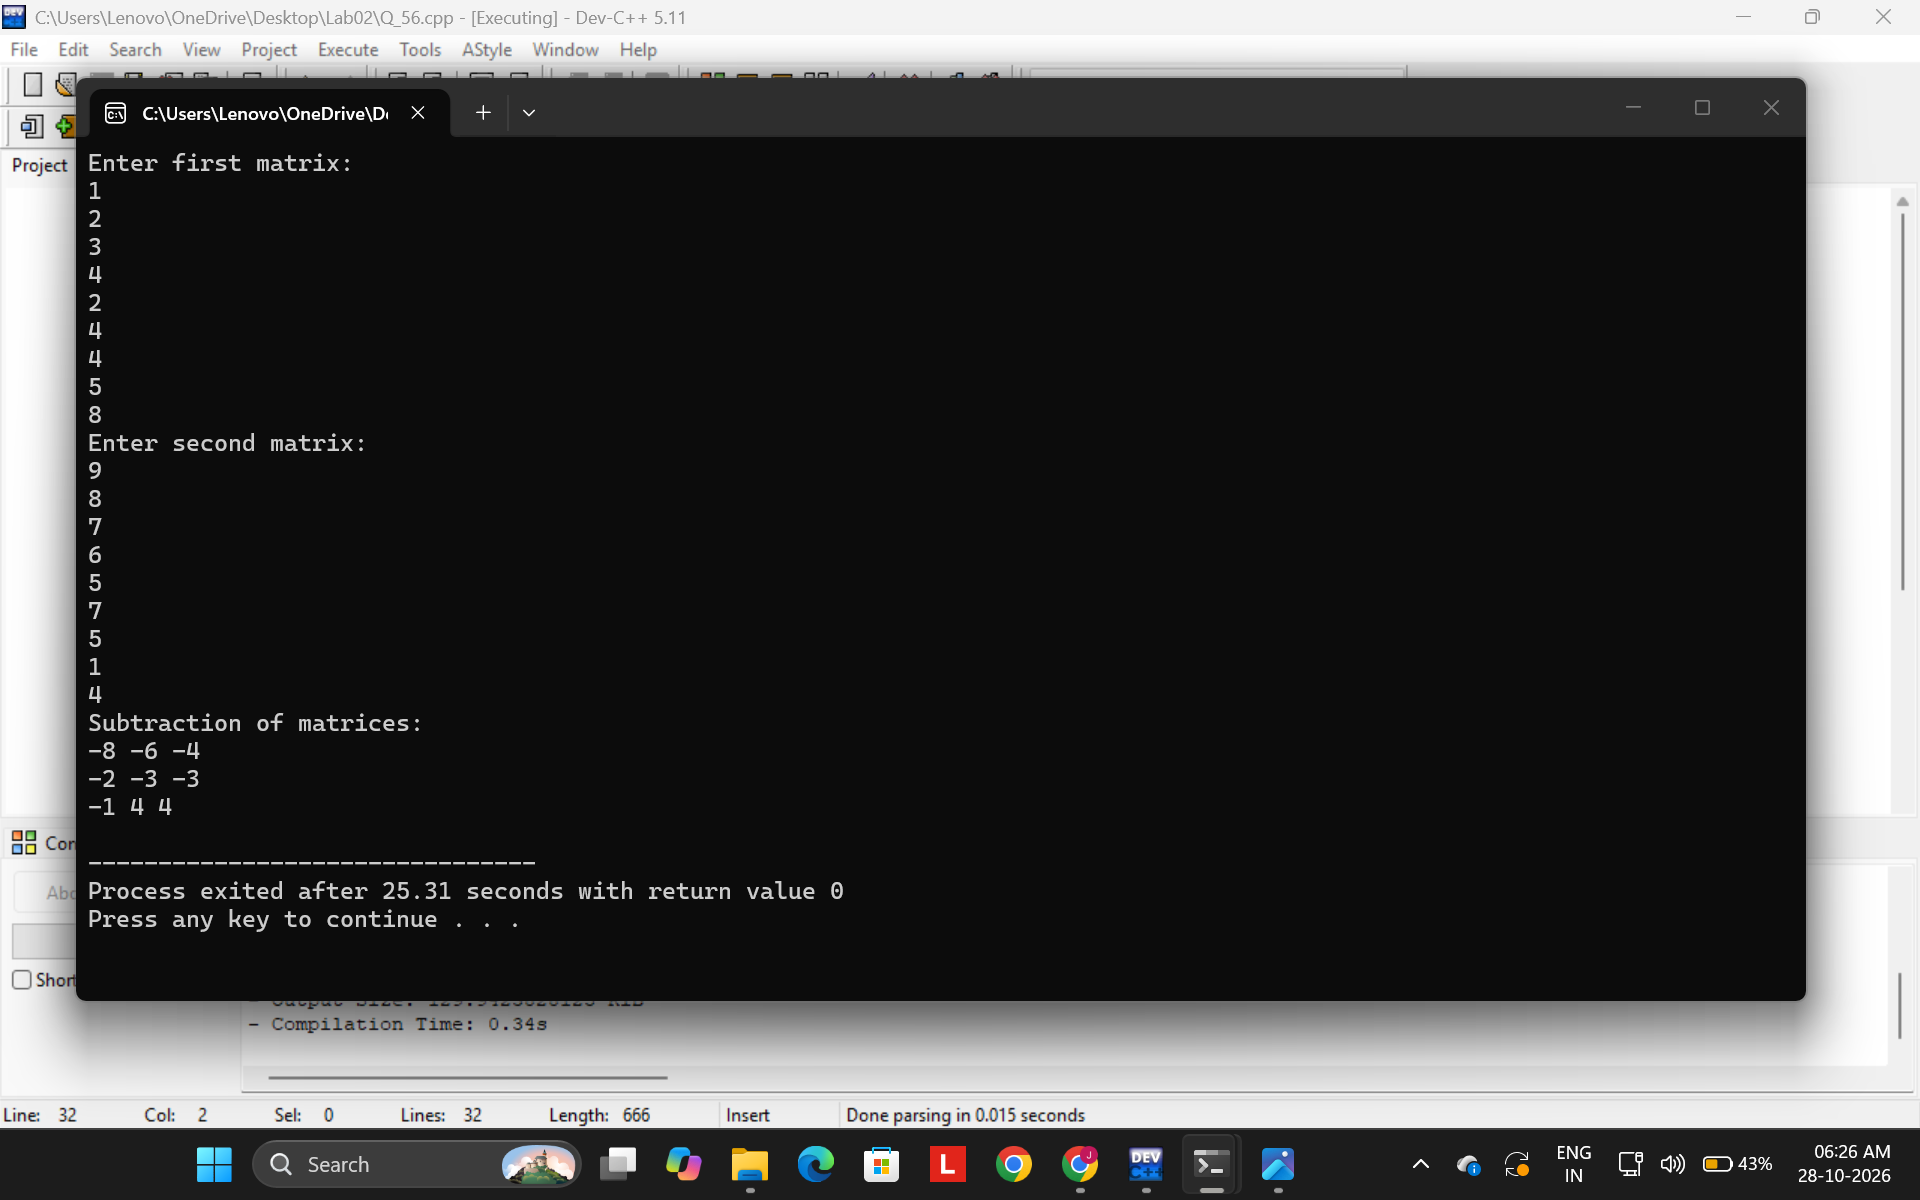 C:\Users\Lenovo\OneDrive\Desktop\Lab02\Q_56.cpp - [Executing] - Dev-C++ 5.11
File Edit Search View Project Execute Tools AStyle Window Help
C:\Users\Lenovo\OneDrive\De
Project
Enter first matrix:
1
2
3
4
2
4
4
5
8
Enter second matrix:
9
8
7
6
5
7
5
1
4
Subtraction of matrices:
-8 -6 -4
-2 -3 -3
-1 4 4
--------------------------------
Process exited after 25.31 seconds with return value 0
Press any key to continue . . .
Short
- Compilation Time: 0.34s
Line: 32 Col: 2 Sel: 0 Lines: 32 Length: 666 Insert Done parsing in 0.015 seconds
Search
L
J
DEV
C++
ENG
IN
43%
06:26 AM
28-10-2026